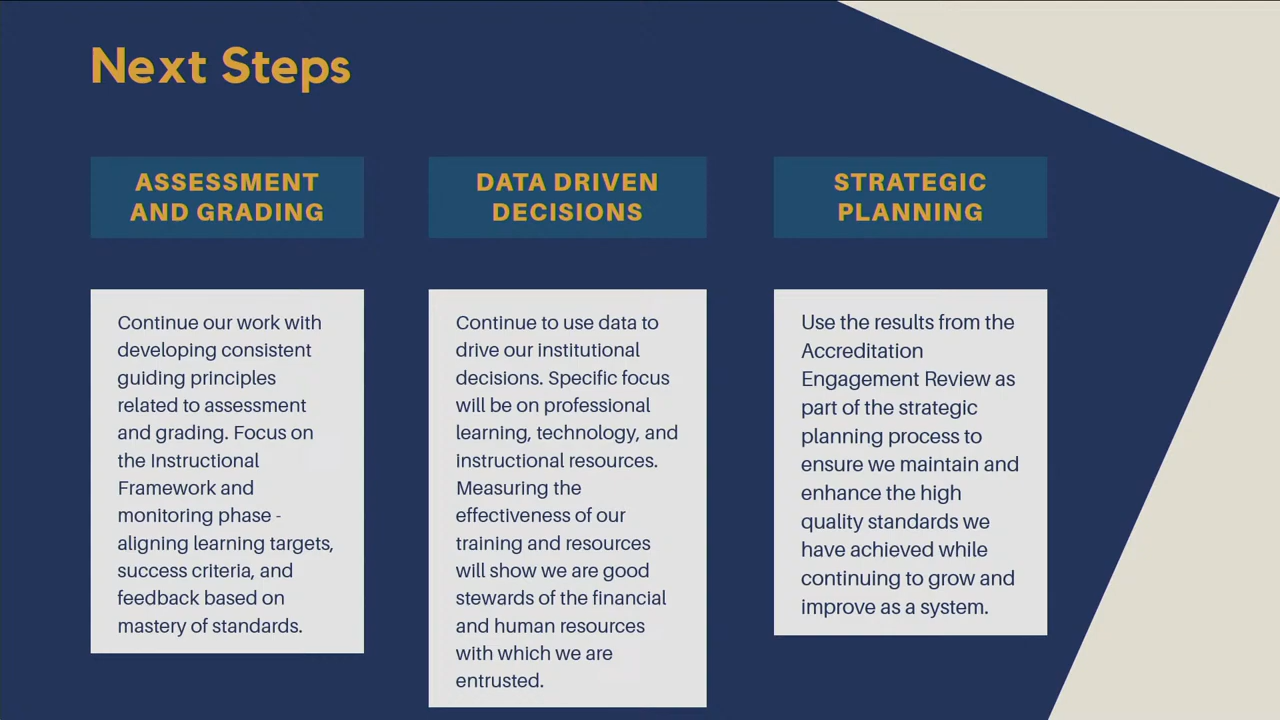 Next Steps
ASSESSMENT
AND GRADING
Continue our work with
developing consistent
guiding principles
related to assessment
and grading. Focus on
the Instructional
Framework and
monitoring phase -
aligning learning targets,
success criteria, and
feedback based on
mastery of standards.
DATA DRIVEN
DECISIONS
Continue to use data to
drive our institutional
decisions. Specific focus
will be on professional
learning, technology, and
instructional resources.
Measuring the
effectiveness of our
training and resources
will show we are good
stewards of the financial
and human resources
with which we are
entrusted.
STRATEGIC
PLANNING
Use the results from the
Accreditation
Engagement Review as
part of the strategic
planning process to
ensure we maintain and
enhance the high
quality standards we
have achieved while
continuing to grow and
improve as a system.